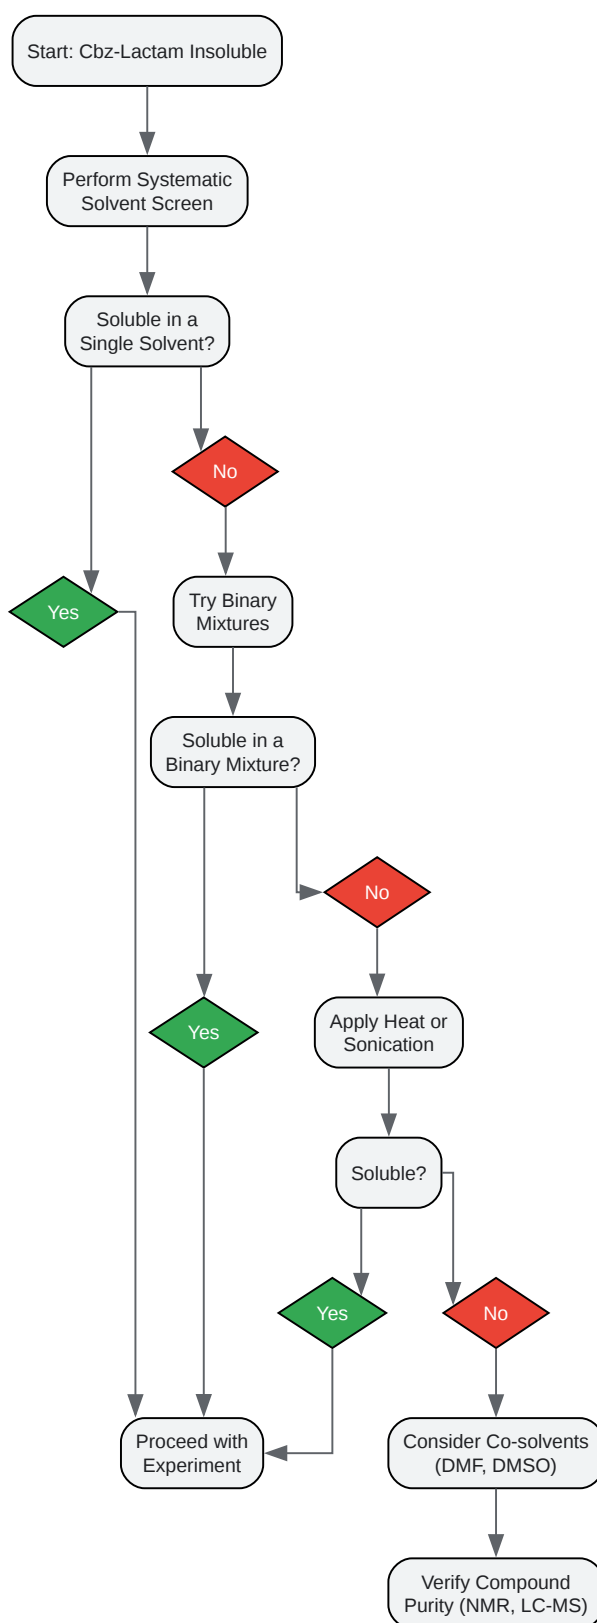 Start: Cbz-Lactam Insoluble
Perform Systematic
Solvent Screen
Soluble in a
Single Solvent?
No
Yes
Try Binary
Mixtures
Soluble in a
Binary Mixture?
No
Yes
Apply Heat or
Sonication
Soluble?
Yes
No
Proceed with
Experiment
Consider Co-solvents
(DMF, DMSO)
Verify Compound
Purity (NMR, LC-MS)